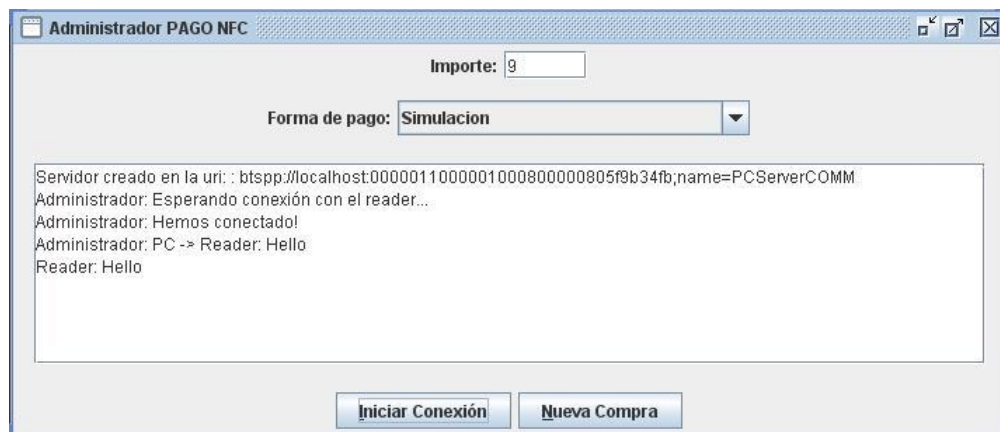 Administrador PAGO NFC
Importe: 9
Forma de pago: Simulacion
Servidor creado en la uri: : btspp://localhost:0000011000001000800000805f9b34fb;name=PCServerCOMM
Administrador: Esperando conexión con el reader...
Administrador: Hemos conectado!
Administrador: PC -> Reader: Hello
Reader: Hello
Iniciar Conexión Nueva Compra